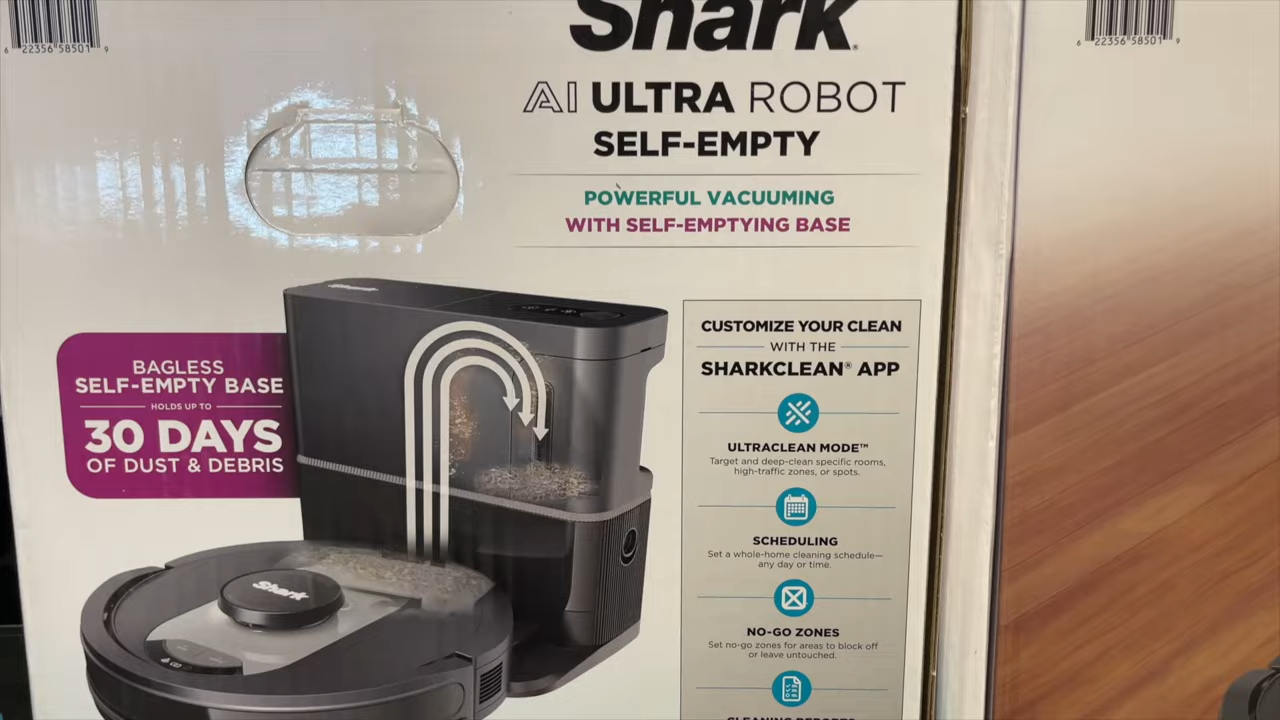 6 22356 58501 9
6 22356 58501 9
Shark
AI ULTRA ROBOT
SELF-EMPTY
POWERFUL VACUUMING
WITH SELF-EMPTYING BASE
Shark
BAGLESS
SELF-EMPTY BASE
HOLDS UP TO
30 DAYS
OF DUST & DEBRIS
Shark
CUSTOMIZE YOUR CLEAN
WITH THE
SHARKCLEAN® APP
ULTRACLEAN MODE™
Target and deep-clean specific rooms,
high-traffic zones, or spots.
SCHEDULING
Set a whole-home cleaning schedule—
any day or time.
NO-GO ZONES
Set no-go zones for areas to block off
or leave untouched.
CLEANING REPORTS